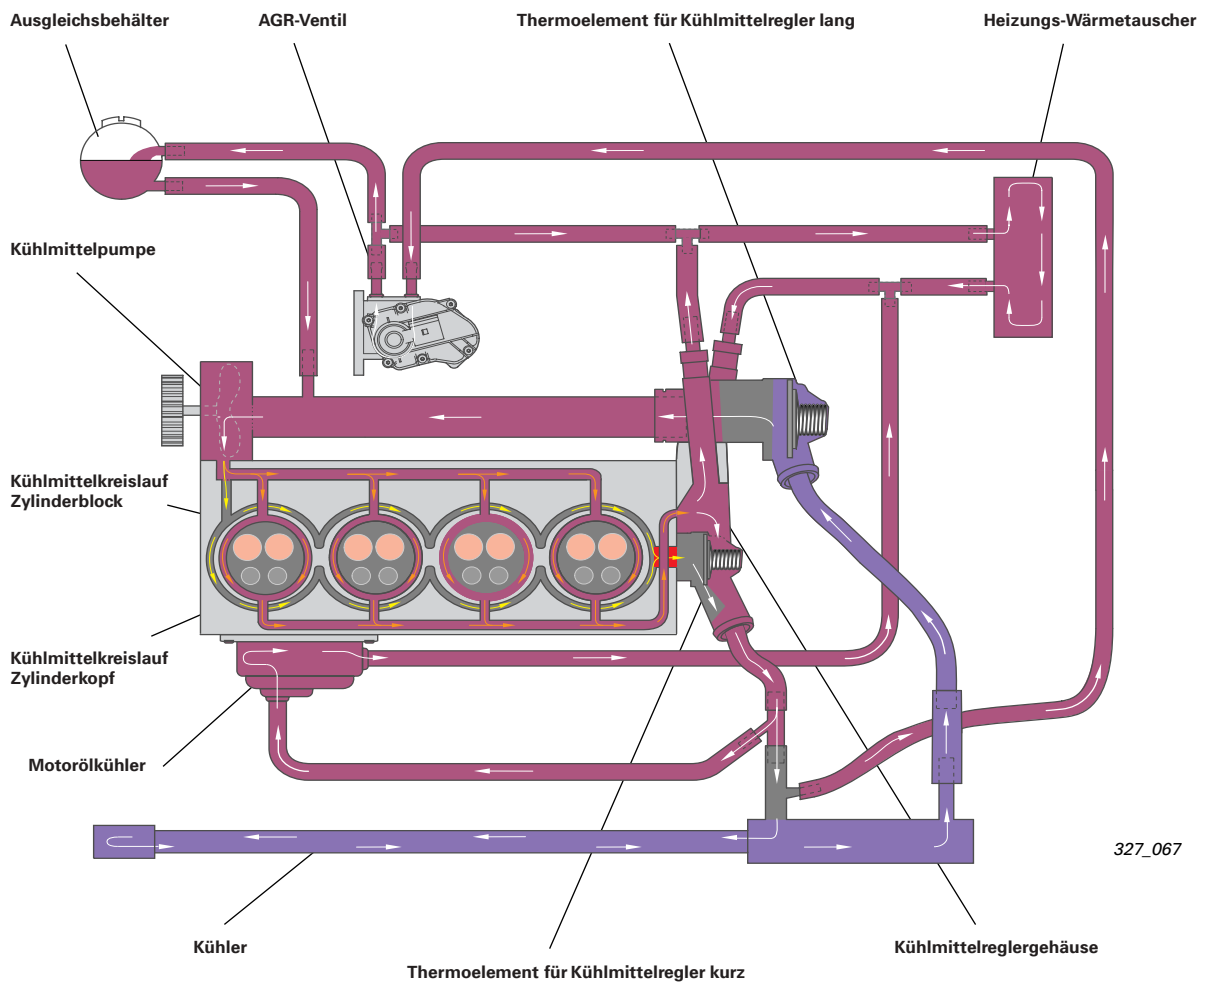 Ausgleichsbehälter
AGR-Ventil
Thermoelement für Kühlmittelregler lang
Heizungs-Wärmetauscher
Kühlmittelpumpe
Kühlmittelkreislauf
Zylinderblock
Kühlmittelkreislauf
Zylinderkopf
Motorölkühler
327_067
Kühler
Kühlmittelreglergehäuse
Thermoelement für Kühlmittelregler kurz